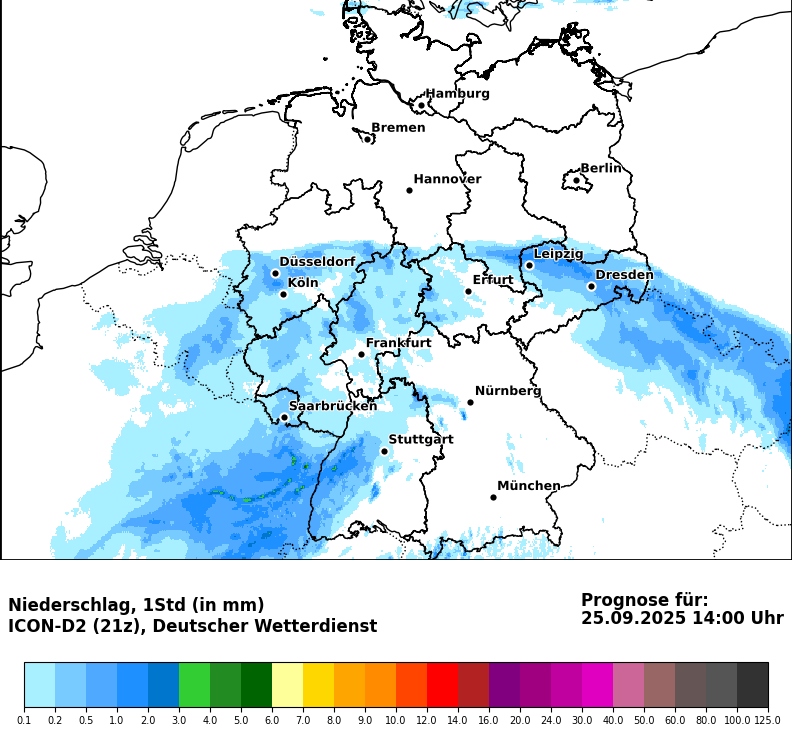 Hamburg
Bremen
Berlin
Hannover
Leipzig
Düsseldorf
Dresden
Köln
Erfurt
Frankfurt
Nürnberg
Saarbrücken
Stuttgart
München
Niederschlag, 1Std (in mm)
ICON-D2 (21z), Deutscher Wetterdienst
Prognose für:
25.09.2025 14:00 Uhr
0.1 0.2 0.5 1.0 2.0 3.0 4.0 5.0 6.0 7.0 8.0 9.0 10.0 12.0 14.0 16.0 20.0 24.0 30.0 40.0 50.0 60.0 80.0 100.0 125.0